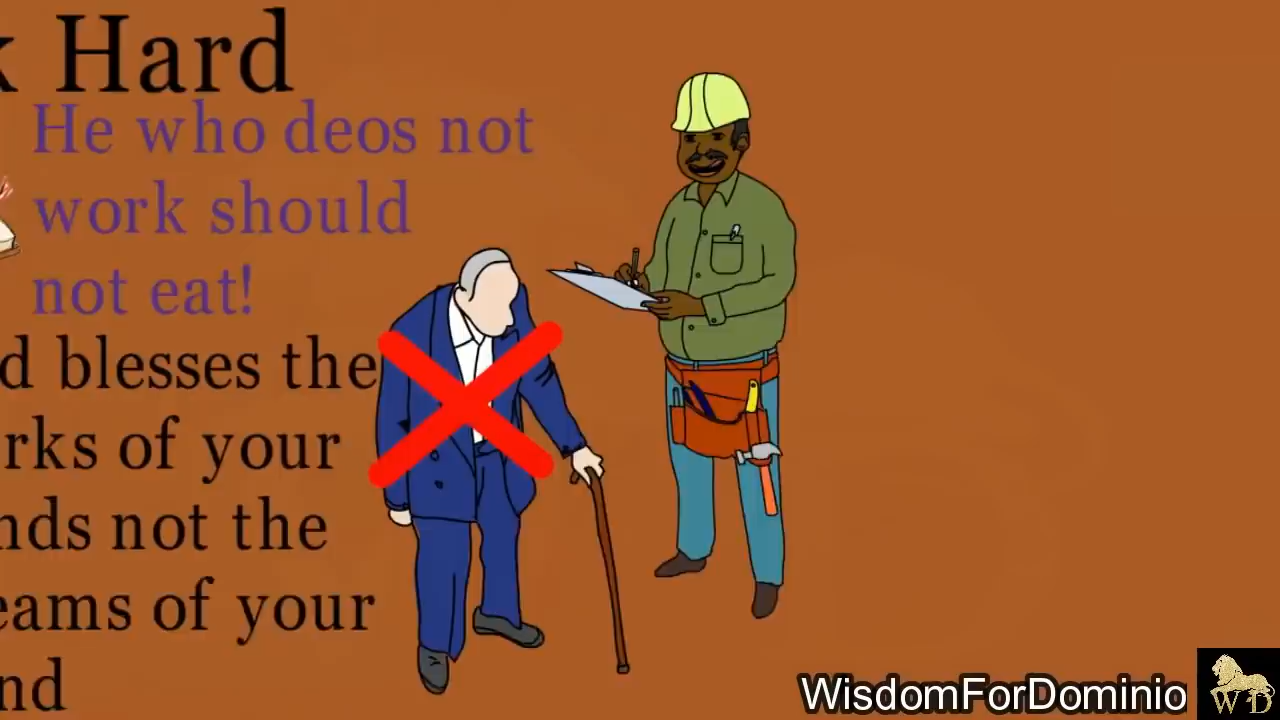 k Hard
He who deos not
work should
not eat!
d blesses the
rks of your
nds not the
eams of your
nd
WisdomForDominio
W D